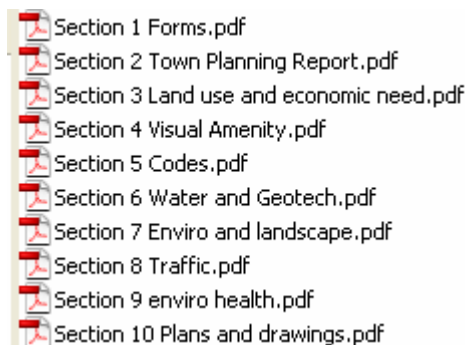 Section 1 Forms.pdf
Section 2 Town Planning Report.pdf
Section 3 Land use and economic need.pdf
Section 4 Visual Amenity.pdf
Section 5 Codes.pdf
Section 6 Water and Geotech.pdf
Section 7 Enviro and landscape.pdf
Section 8 Traffic.pdf
Section 9 enviro health.pdf
Section 10 Plans and drawings.pdf